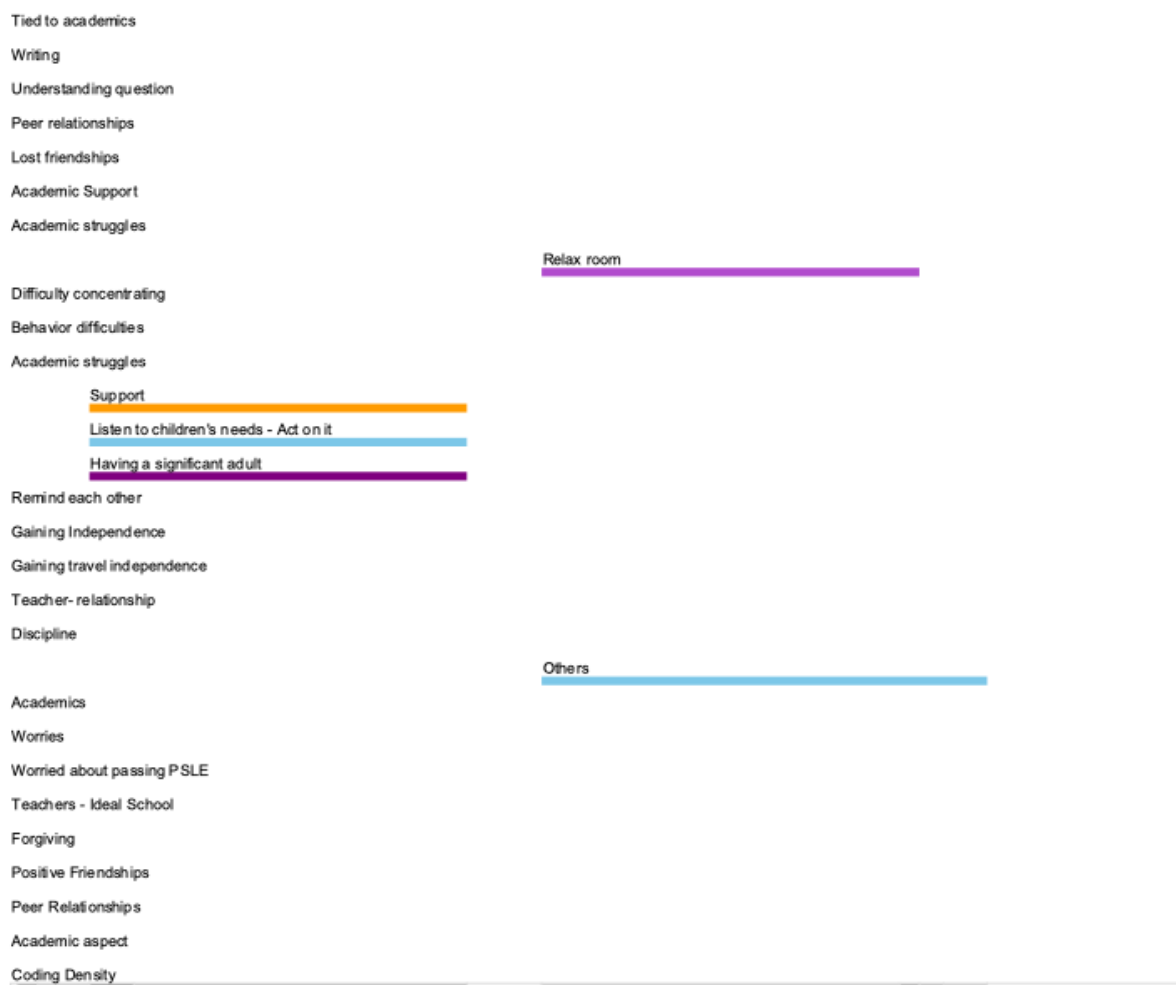 Tied to academics
Writing
Understanding question
Peer relationships
Lost friendships
Academic Support
Academic struggles
Relax room
Difficulty concentrating
Behavior difficulties
Academic struggles
Support
Listen to children's needs - Act on it
Having a significant adult
Remind each other
Gaining Independence
Gaining travel independence
Teacher- relationship
Discipline
Others
Academics
Worries
Worried about passing PSLE
Teachers - Ideal School
Forgiving
Positive Friendships
Peer Relationships
Academic aspect
Coding Density